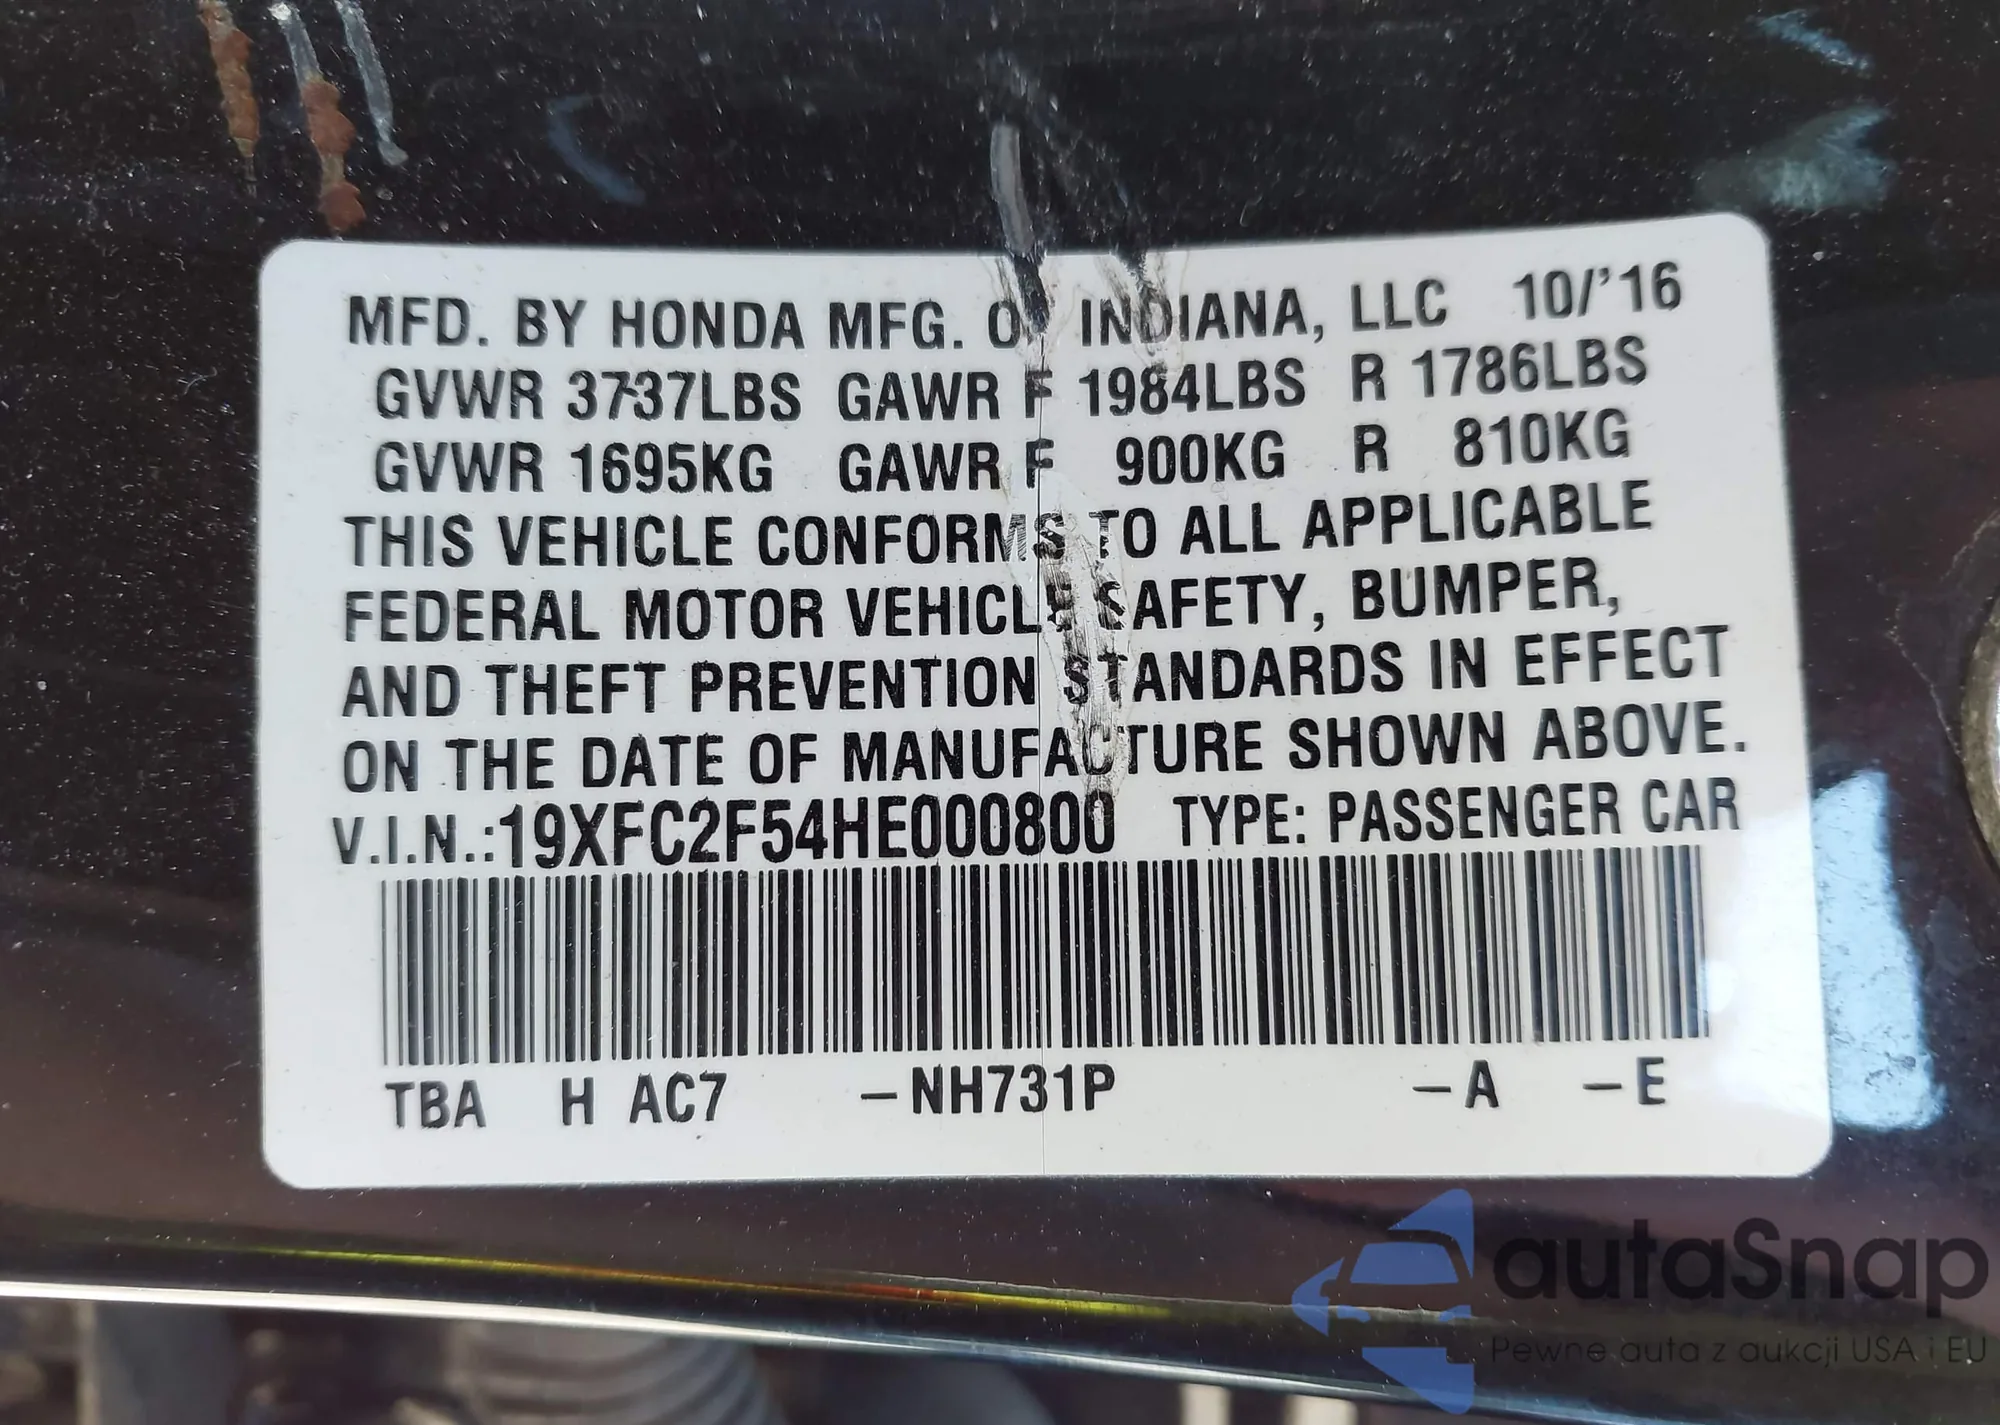 MFD. BY HONDA MFG. OF INDIANA, LLC 10/'16
GVWR 3737LBS GAWR F 1984LBS R 1786LBS
GVWR 1695KG GAWR F 900KG R 810KG
THIS VEHICLE CONFORMS TO ALL APPLICABLE
FEDERAL MOTOR VEHICLE SAFETY, BUMPER,
AND THEFT PREVENTION STANDARDS IN EFFECT
ON THE DATE OF MANUFACTURE SHOWN ABOVE.
V.I.N.:19XFC2F54HE000800 TYPE: PASSENGER CAR
TBA H AC7 –NH731P –A –E
autaSnap
Pewne auta z aukcji USA i EU